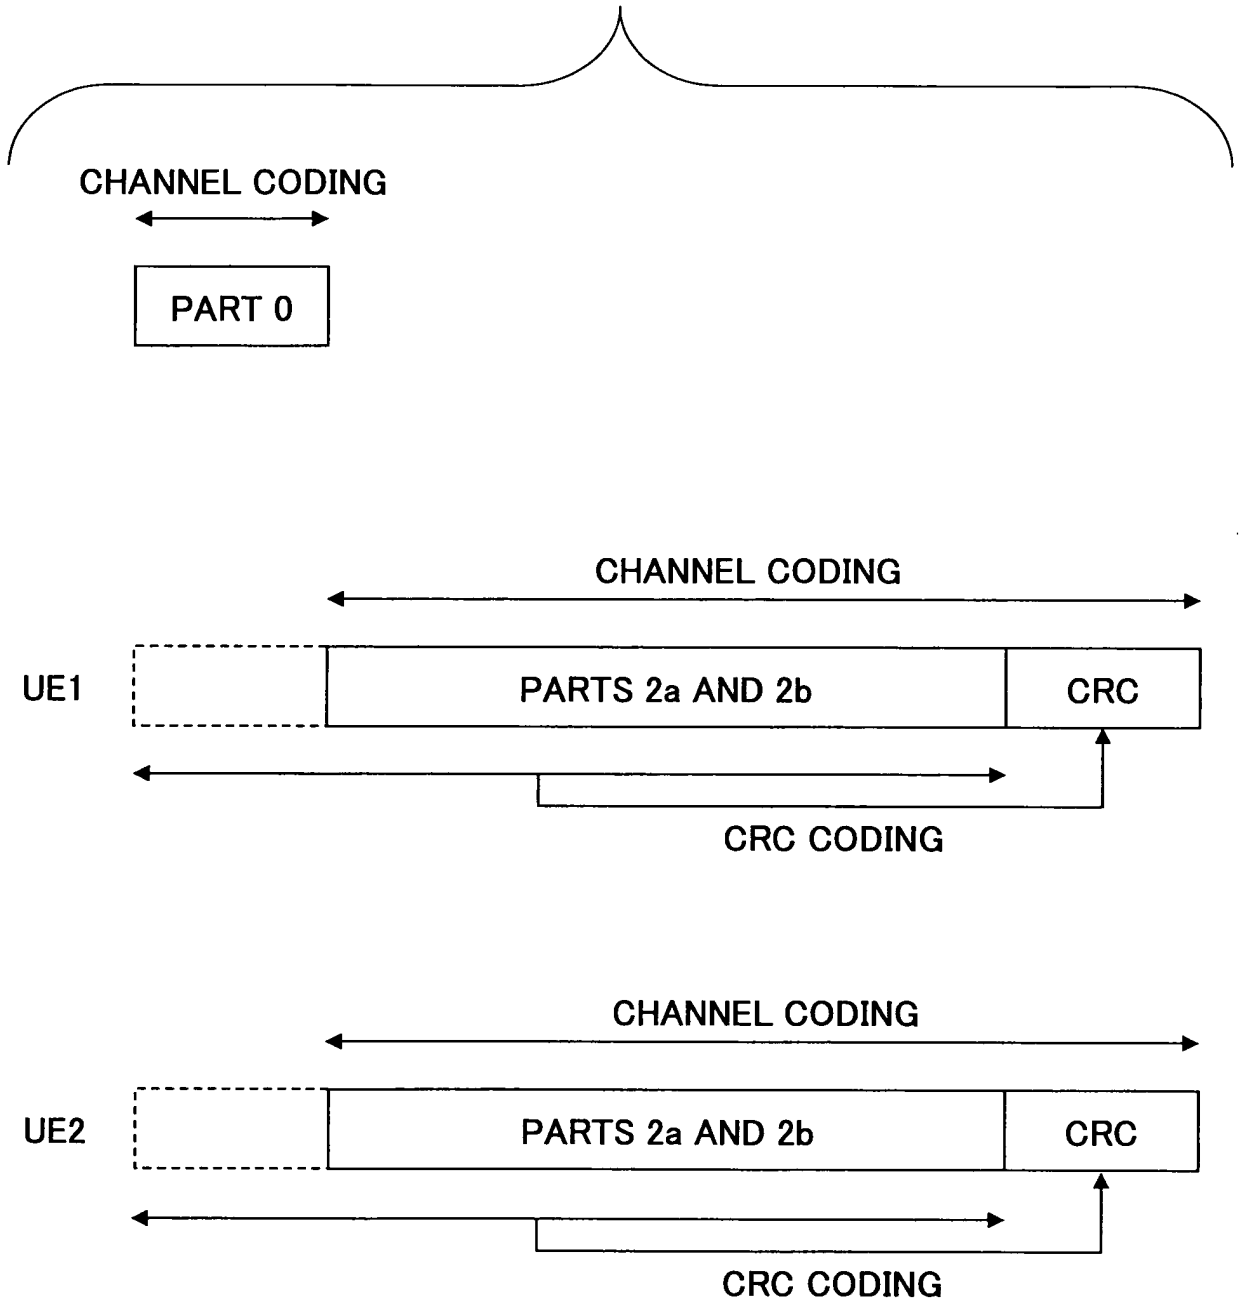 CHANNEL CODING
PART 0
CHANNEL CODING
UE1
PARTS 2a AND 2b
CRC
CRC CODING
CHANNEL CODING
UE2
PARTS 2a AND 2b
CRC
CRC CODING